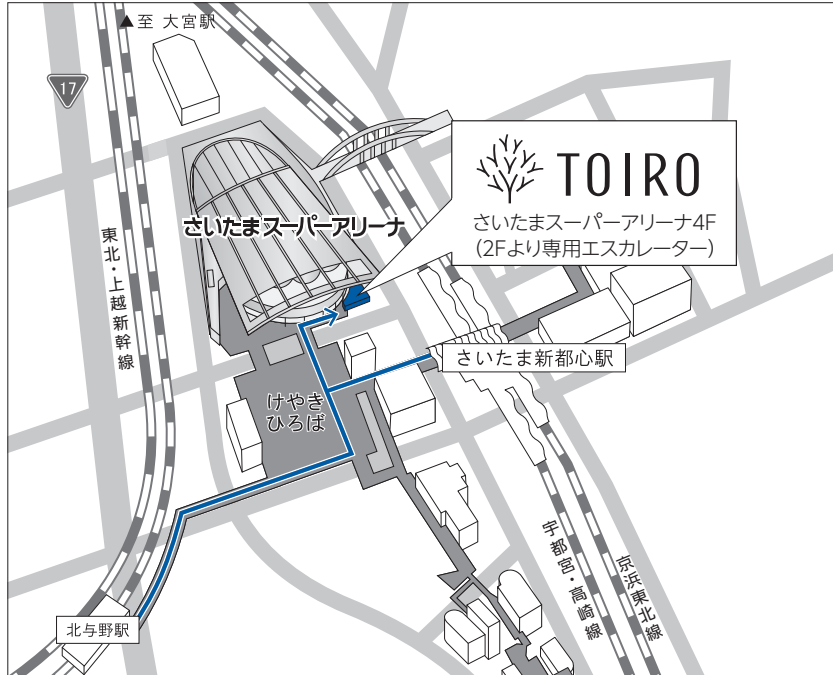 ▲至 大宮駅
17
TOIRO
さいたまスーパーアリーナ4F
(2Fより専用エスカレーター)
さいたまスーパーアリーナ
東北・上越新幹線
さいたま新都心駅
けやき
ひろば
宇都宮・高崎線
京浜東北線
北与野駅